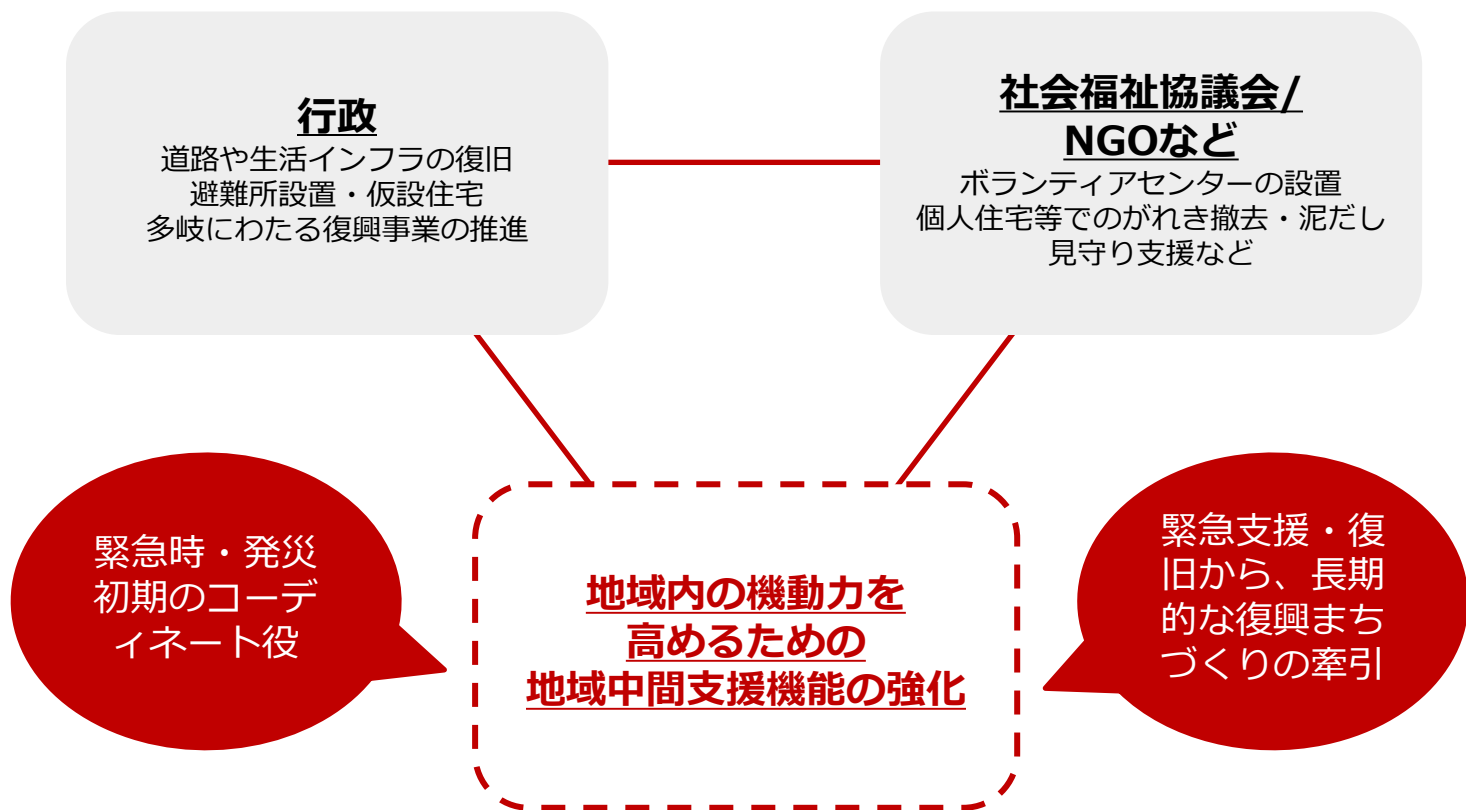 行政
道路や生活インフラの復旧
避難所設置・仮設住宅
多岐にわたる復興事業の推進
社会福祉協議会/
NGOなど
ボランティアセンターの設置
個人住宅等でのがれき撤去・泥だし
見守り支援など
緊急時・発災
初期のコーデ
ィネート役
地域内の機動力を
高めるための
地域中間支援機能の強化
緊急支援・復
旧から、長期
的な復興まち
づくりの牽引